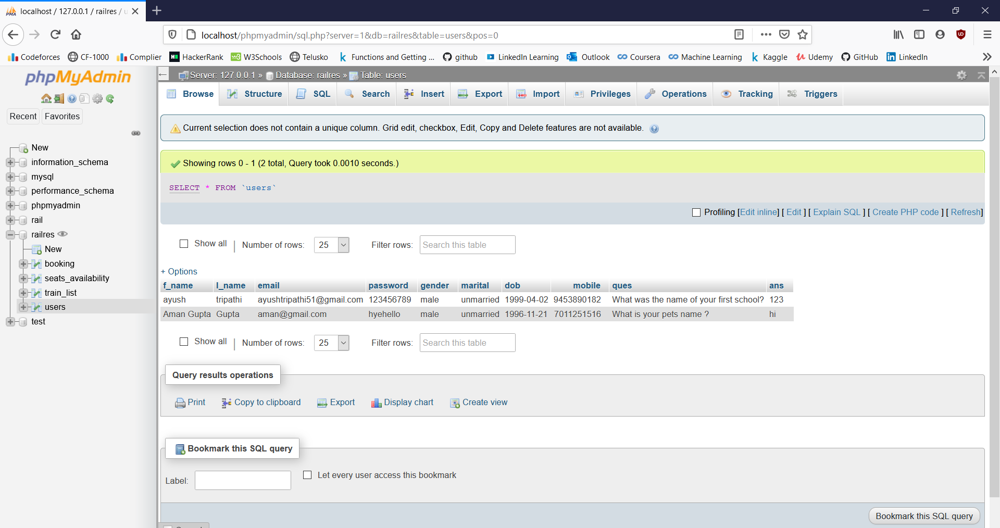 localhost / 127.0.0.1 / railres / u
localhost/phpmyadmin/sql.php?server=1&db=railres&table=users&pos=0
Codeforces CF-1000 Complier HackerRank W3Schools Telusko Functions and Getting ... github LinkedIn Learning Outlook Coursera Machine Learning Kaggle Udemy GitHub LinkedIn
phpMyAdmin
Recent Favorites
New
information_schema
mysql
performance_schema
phpmyadmin
rail
railres
New
booking
seats_availability
train_list
users
test
Server: 127.0.0.1 » Database: railres » Table: users
Browse Structure SQL Search Insert Export Import Privileges Operations Tracking Triggers
Current selection does not contain a unique column. Grid edit, checkbox, Edit, Copy and Delete features are not available.
Showing rows 0 - 1 (2 total, Query took 0.0010 seconds.)
SELECT * FROM `users`
Profiling [Edit inline] [ Edit ] [ Explain SQL ] [ Create PHP code ] [ Refresh]
Show all | Number of rows: 25 Filter rows: Search this table
+ Options
f_name l_name email password gender marital dob mobile ques ans
ayush tripathi ayushtripathi51@gmail.com 123456789 male unmarried 1999-04-02 9453890182 What was the name of your first school? 123
Aman Gupta Gupta aman@gmail.com hyehello male unmarried 1996-11-21 7011251516 What is your pets name ? hi
Show all | Number of rows: 25 Filter rows: Search this table
Query results operations
Print Copy to clipboard Export Display chart Create view
Bookmark this SQL query
Label: Let every user access this bookmark
Bookmark this SQL query